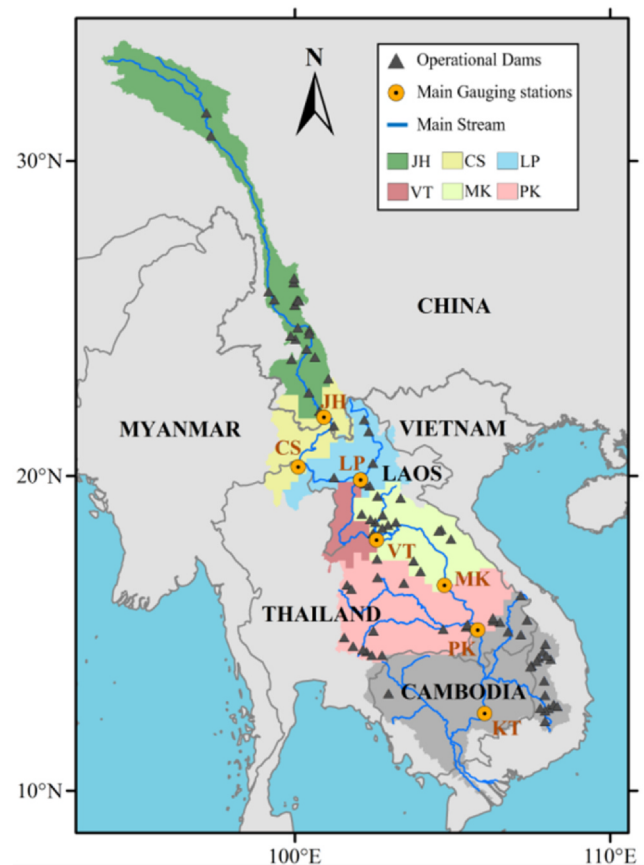 N
Operational Dams
Main Gauging stations
Main Stream
JH CS LP
VT MK PK
30°N
CHINA
JH
MYANMAR
VIETNAM
CS
LP
LAOS
20°N
VT
MK
THAILAND
PK
CAMBODIA
KT
10°N
100°E
110°E